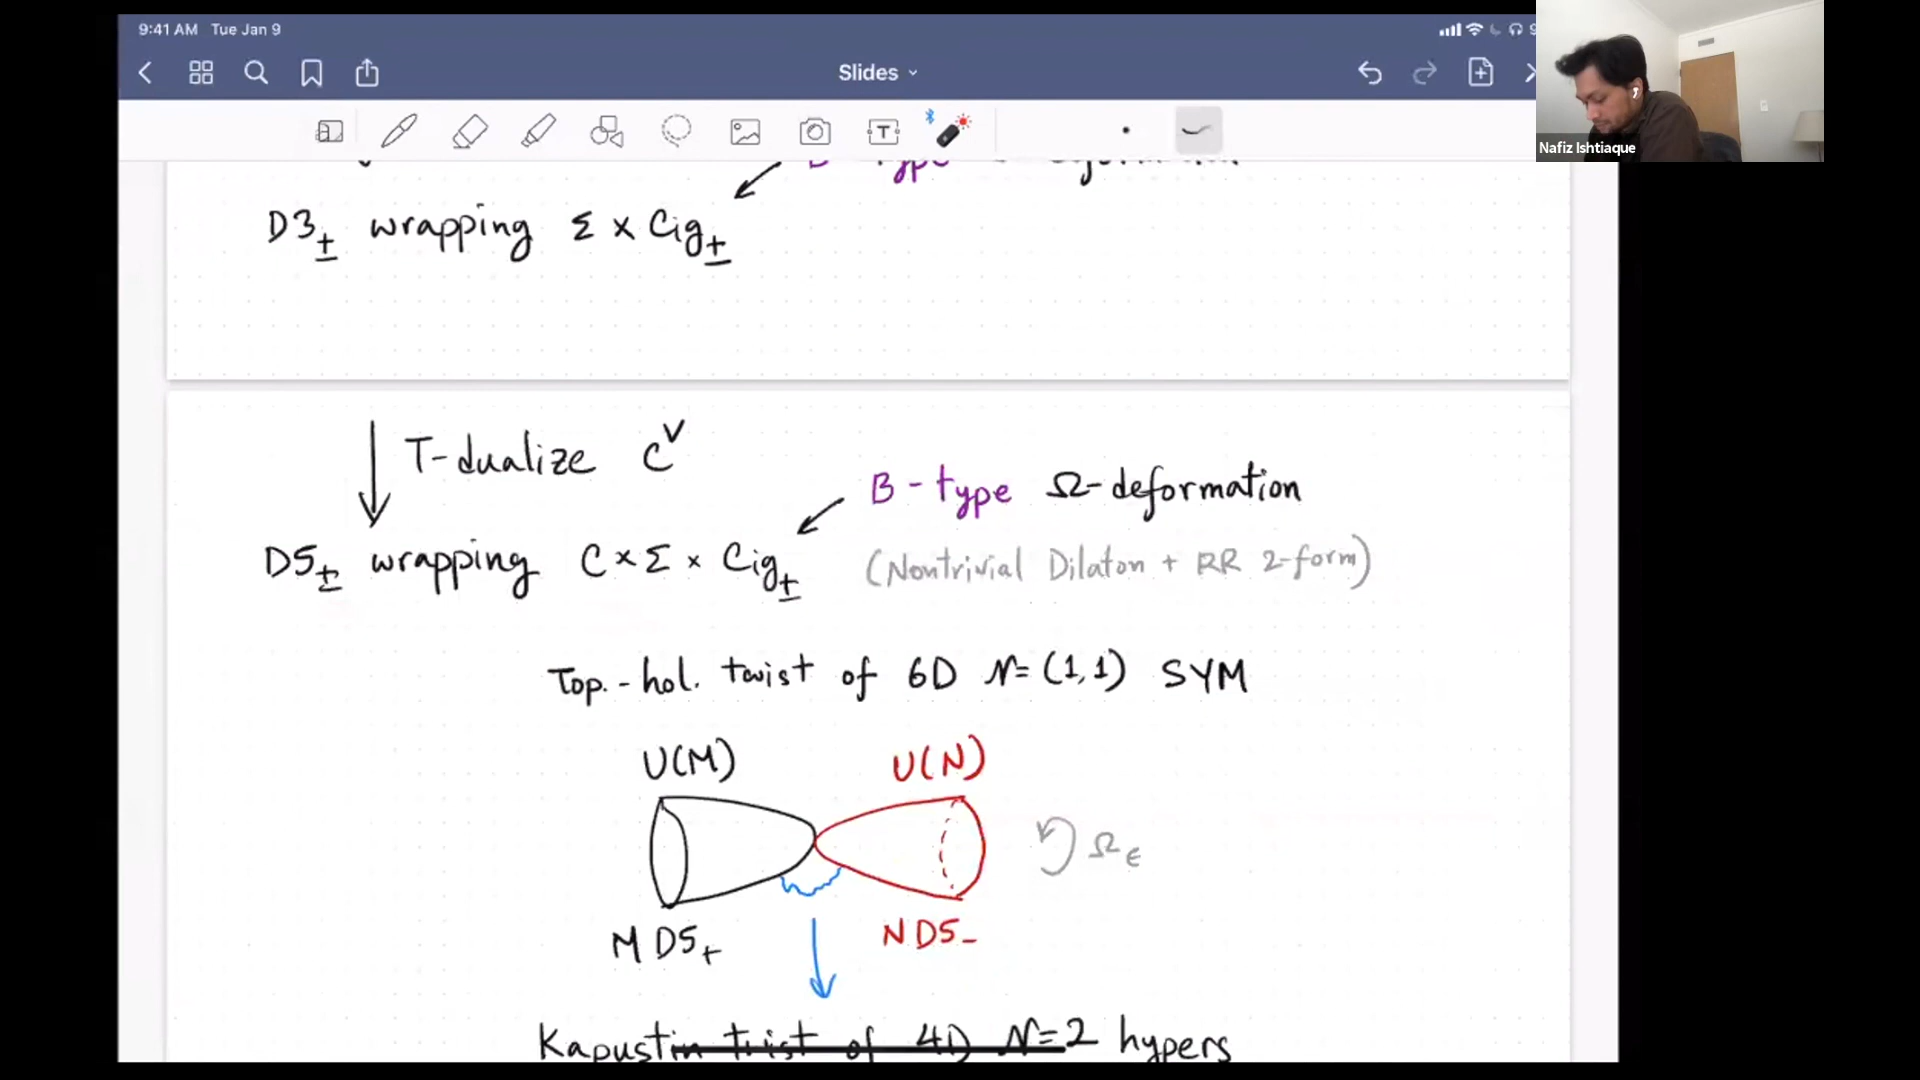 9:41 AM Tue Jan 9
Slides
Nafiz Ishtiaque
D3± wrapping Σ × Cig±
T-dualize C^∨
B-type Ω-deformation
D5± wrapping C × Σ × Cig± (Nontrivial Dilaton + RR 2-form)
Top.-hol. twist of 6D N=(1,1) SYM
U(M) U(N)
Ω_ϵ
M D5+ N D5−
Kapustin twist of 4D N=2 hypers